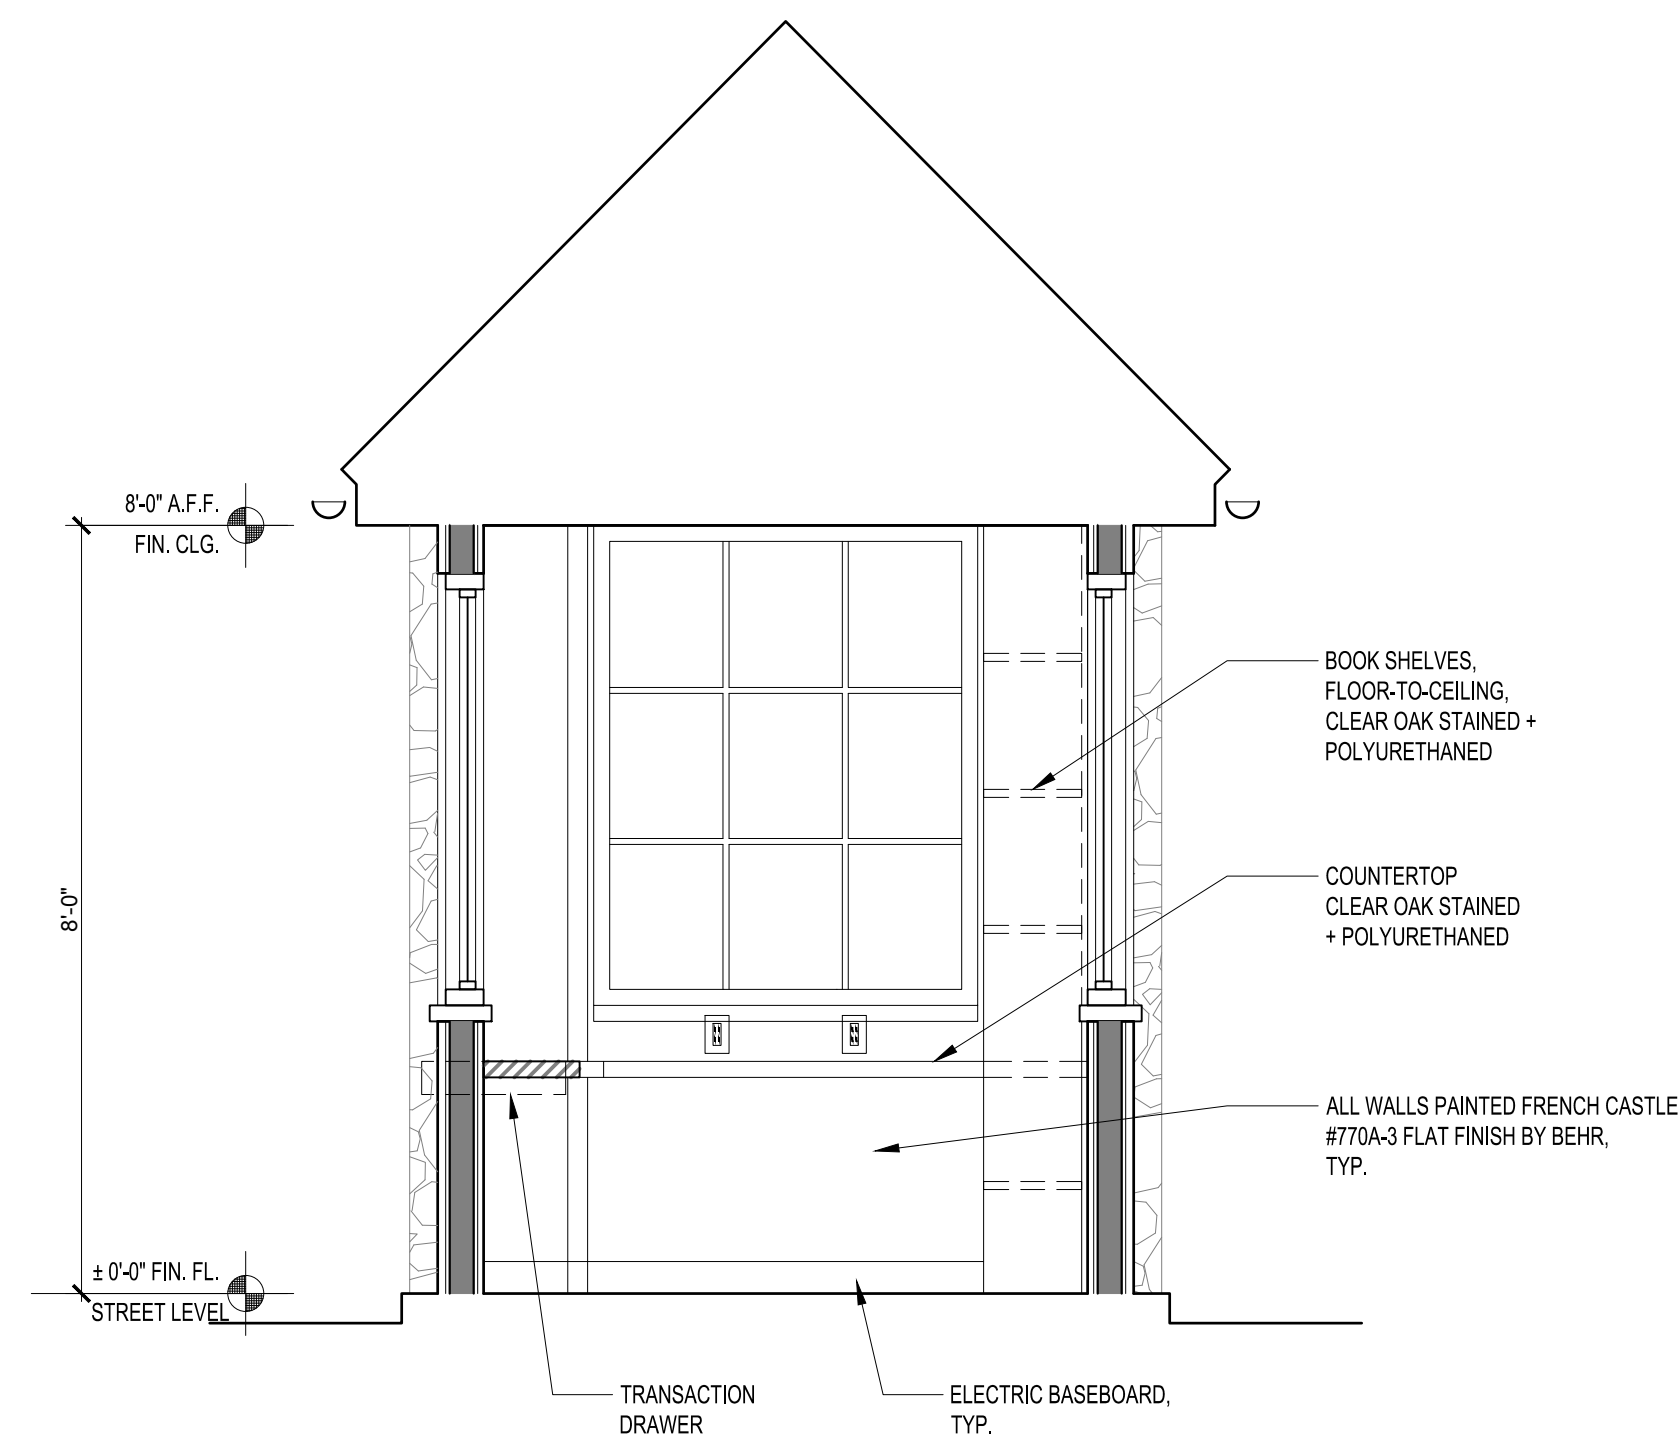 8'-0" A.F.F.
FIN. CLG.
8'-0"
± 0'-0" FIN. FL.
STREET LEVEL
BOOK SHELVES,
FLOOR-TO-CEILING,
CLEAR OAK STAINED +
POLYURETHANED
COUNTERTOP
CLEAR OAK STAINED
+ POLYURETHANED
ALL WALLS PAINTED FRENCH CASTLE
#770A-3 FLAT FINISH BY BEHR,
TYP.
TRANSACTION
DRAWER
ELECTRIC BASEBOARD,
TYP.